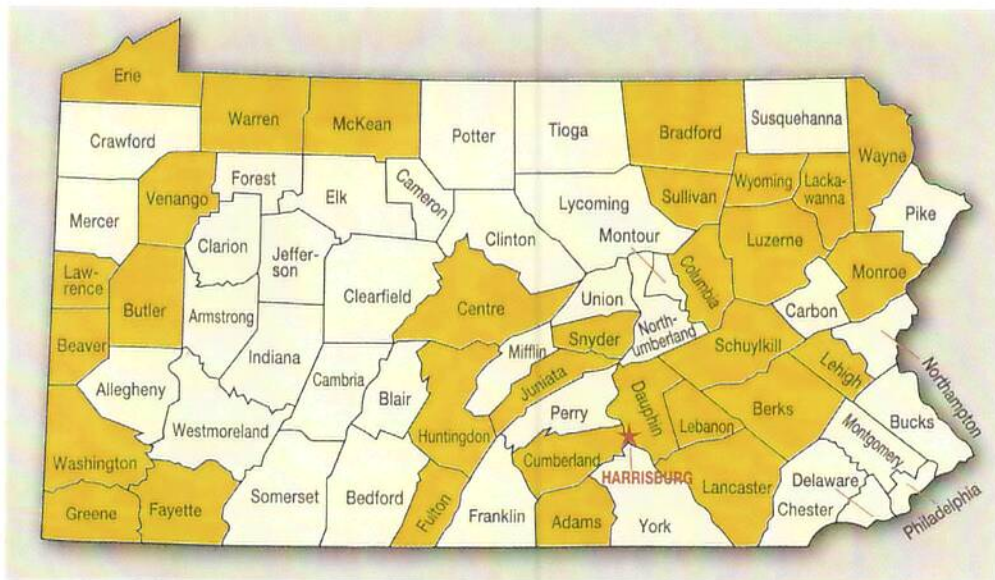 Erie
Warren
McKean
Potter
Tioga
Bradford
Susquehanna
Wayne
Crawford
Forest
Elk
Cameron
Wyoming
Lacka-
wanna
Venango
Sullivan
Lycoming
Pike
Mercer
Clarion
Jeffer-
son
Clinton
Montour
Columbia
Luzerne
Monroe
Law-
rence
Butler
Clearfield
Centre
Union
Carbon
Armstrong
Snyder
North-
umberland
Schuylkill
Northampton
Beaver
Indiana
Mifflin
Juniata
Lehigh
Allegheny
Cambria
Blair
Perry
Dauphin
Lebanon
Berks
Bucks
Westmoreland
Huntingdon
Montgomery
Washington
Cumberland
HARRISBURG
Lancaster
Delaware
Philadelphia
Greene
Fayette
Somerset
Bedford
Fulton
Franklin
Adams
York
Chester